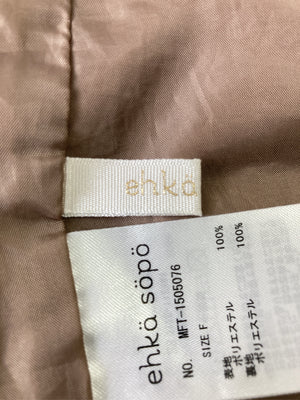 ehkä
ehkä söpö
NO. MFT-1505076
SIZE F
表地
ポリエステル 100%
裏地
ポリエステル 100%